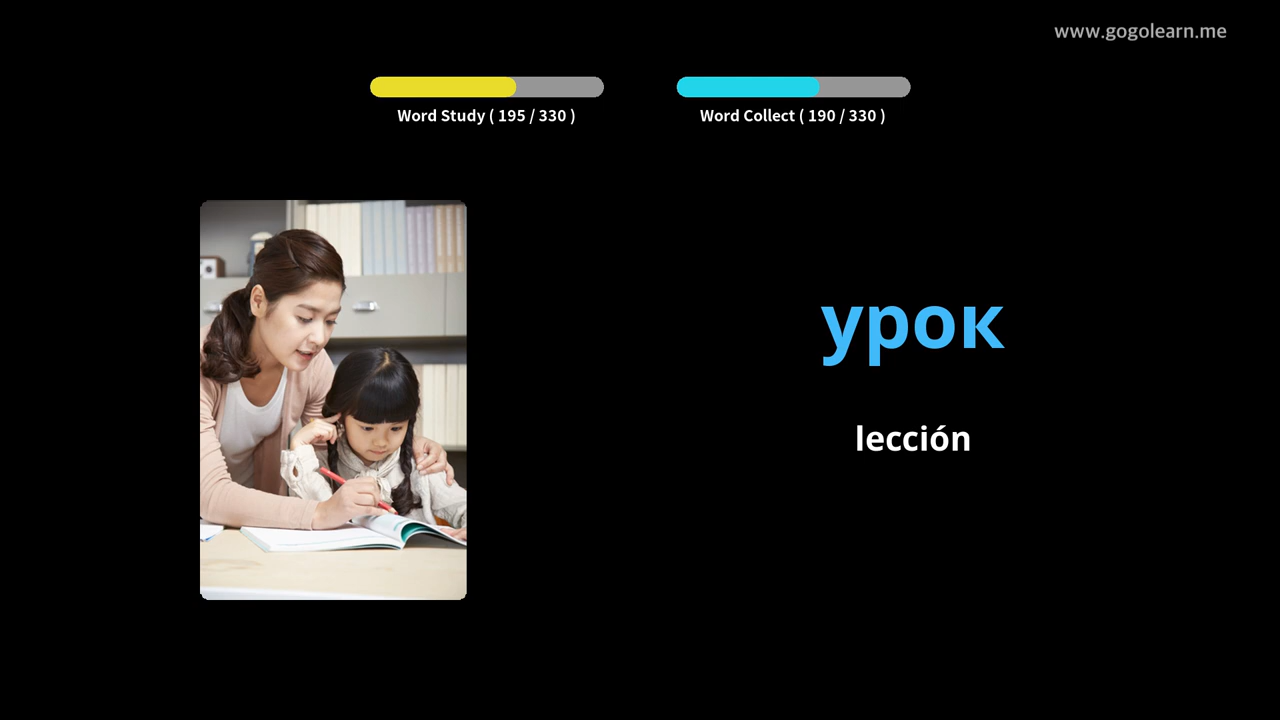 www.gogolearn.me
Word Study ( 195 / 330 )
Word Collect ( 190 / 330 )
урок
lección